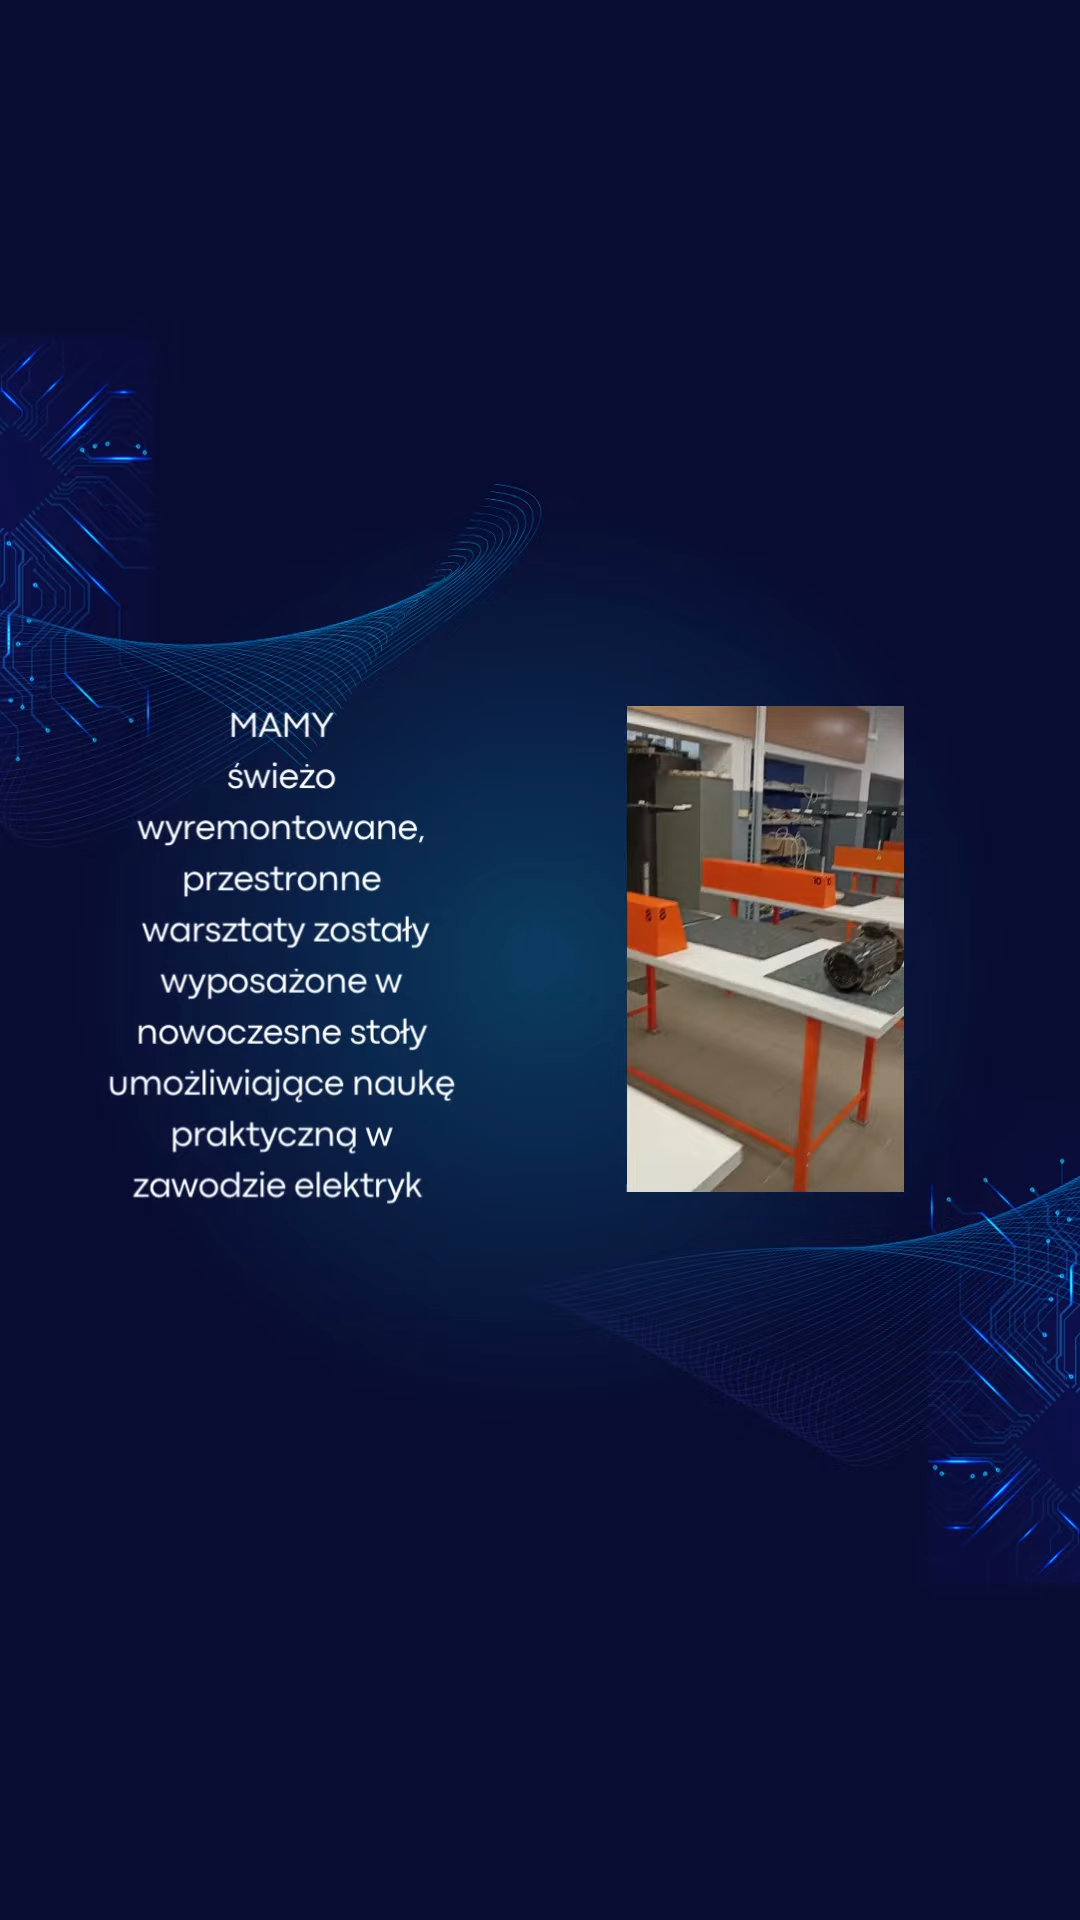 MAMY
świeżo
wyremontowane,
przestronne
warsztaty zostały
wyposażone w
nowoczesne stoły
umożliwiające naukę
praktyczną w
zawodzie elektryk